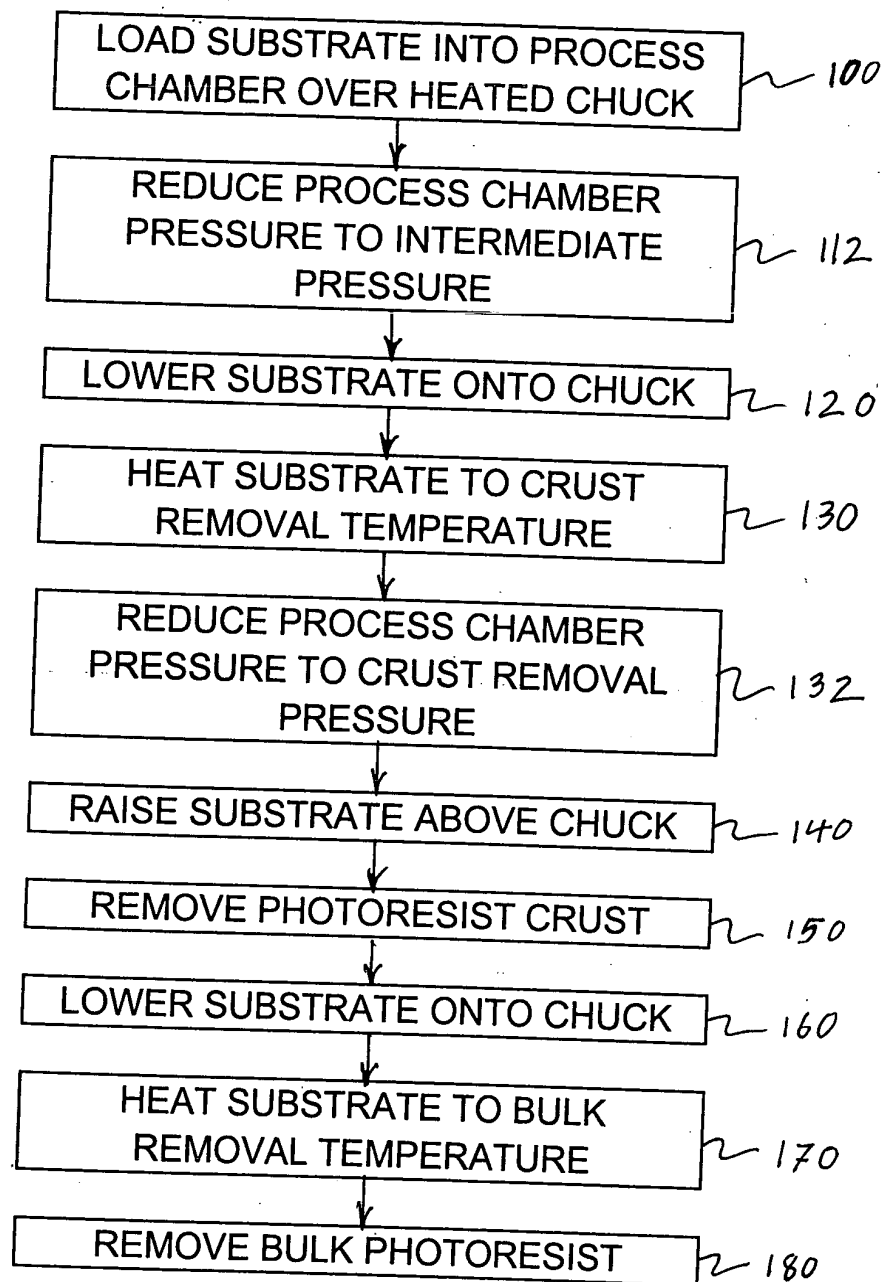 LOAD SUBSTRATE INTO PROCESS
CHAMBER OVER HEATED CHUCK
100
REDUCE PROCESS CHAMBER
PRESSURE TO INTERMEDIATE
PRESSURE
112
LOWER SUBSTRATE ONTO CHUCK
120
HEAT SUBSTRATE TO CRUST
REMOVAL TEMPERATURE
130
REDUCE PROCESS CHAMBER
PRESSURE TO CRUST REMOVAL
PRESSURE
132
RAISE SUBSTRATE ABOVE CHUCK
140
REMOVE PHOTORESIST CRUST
150
LOWER SUBSTRATE ONTO CHUCK
160
HEAT SUBSTRATE TO BULK
REMOVAL TEMPERATURE
170
REMOVE BULK PHOTORESIST
180